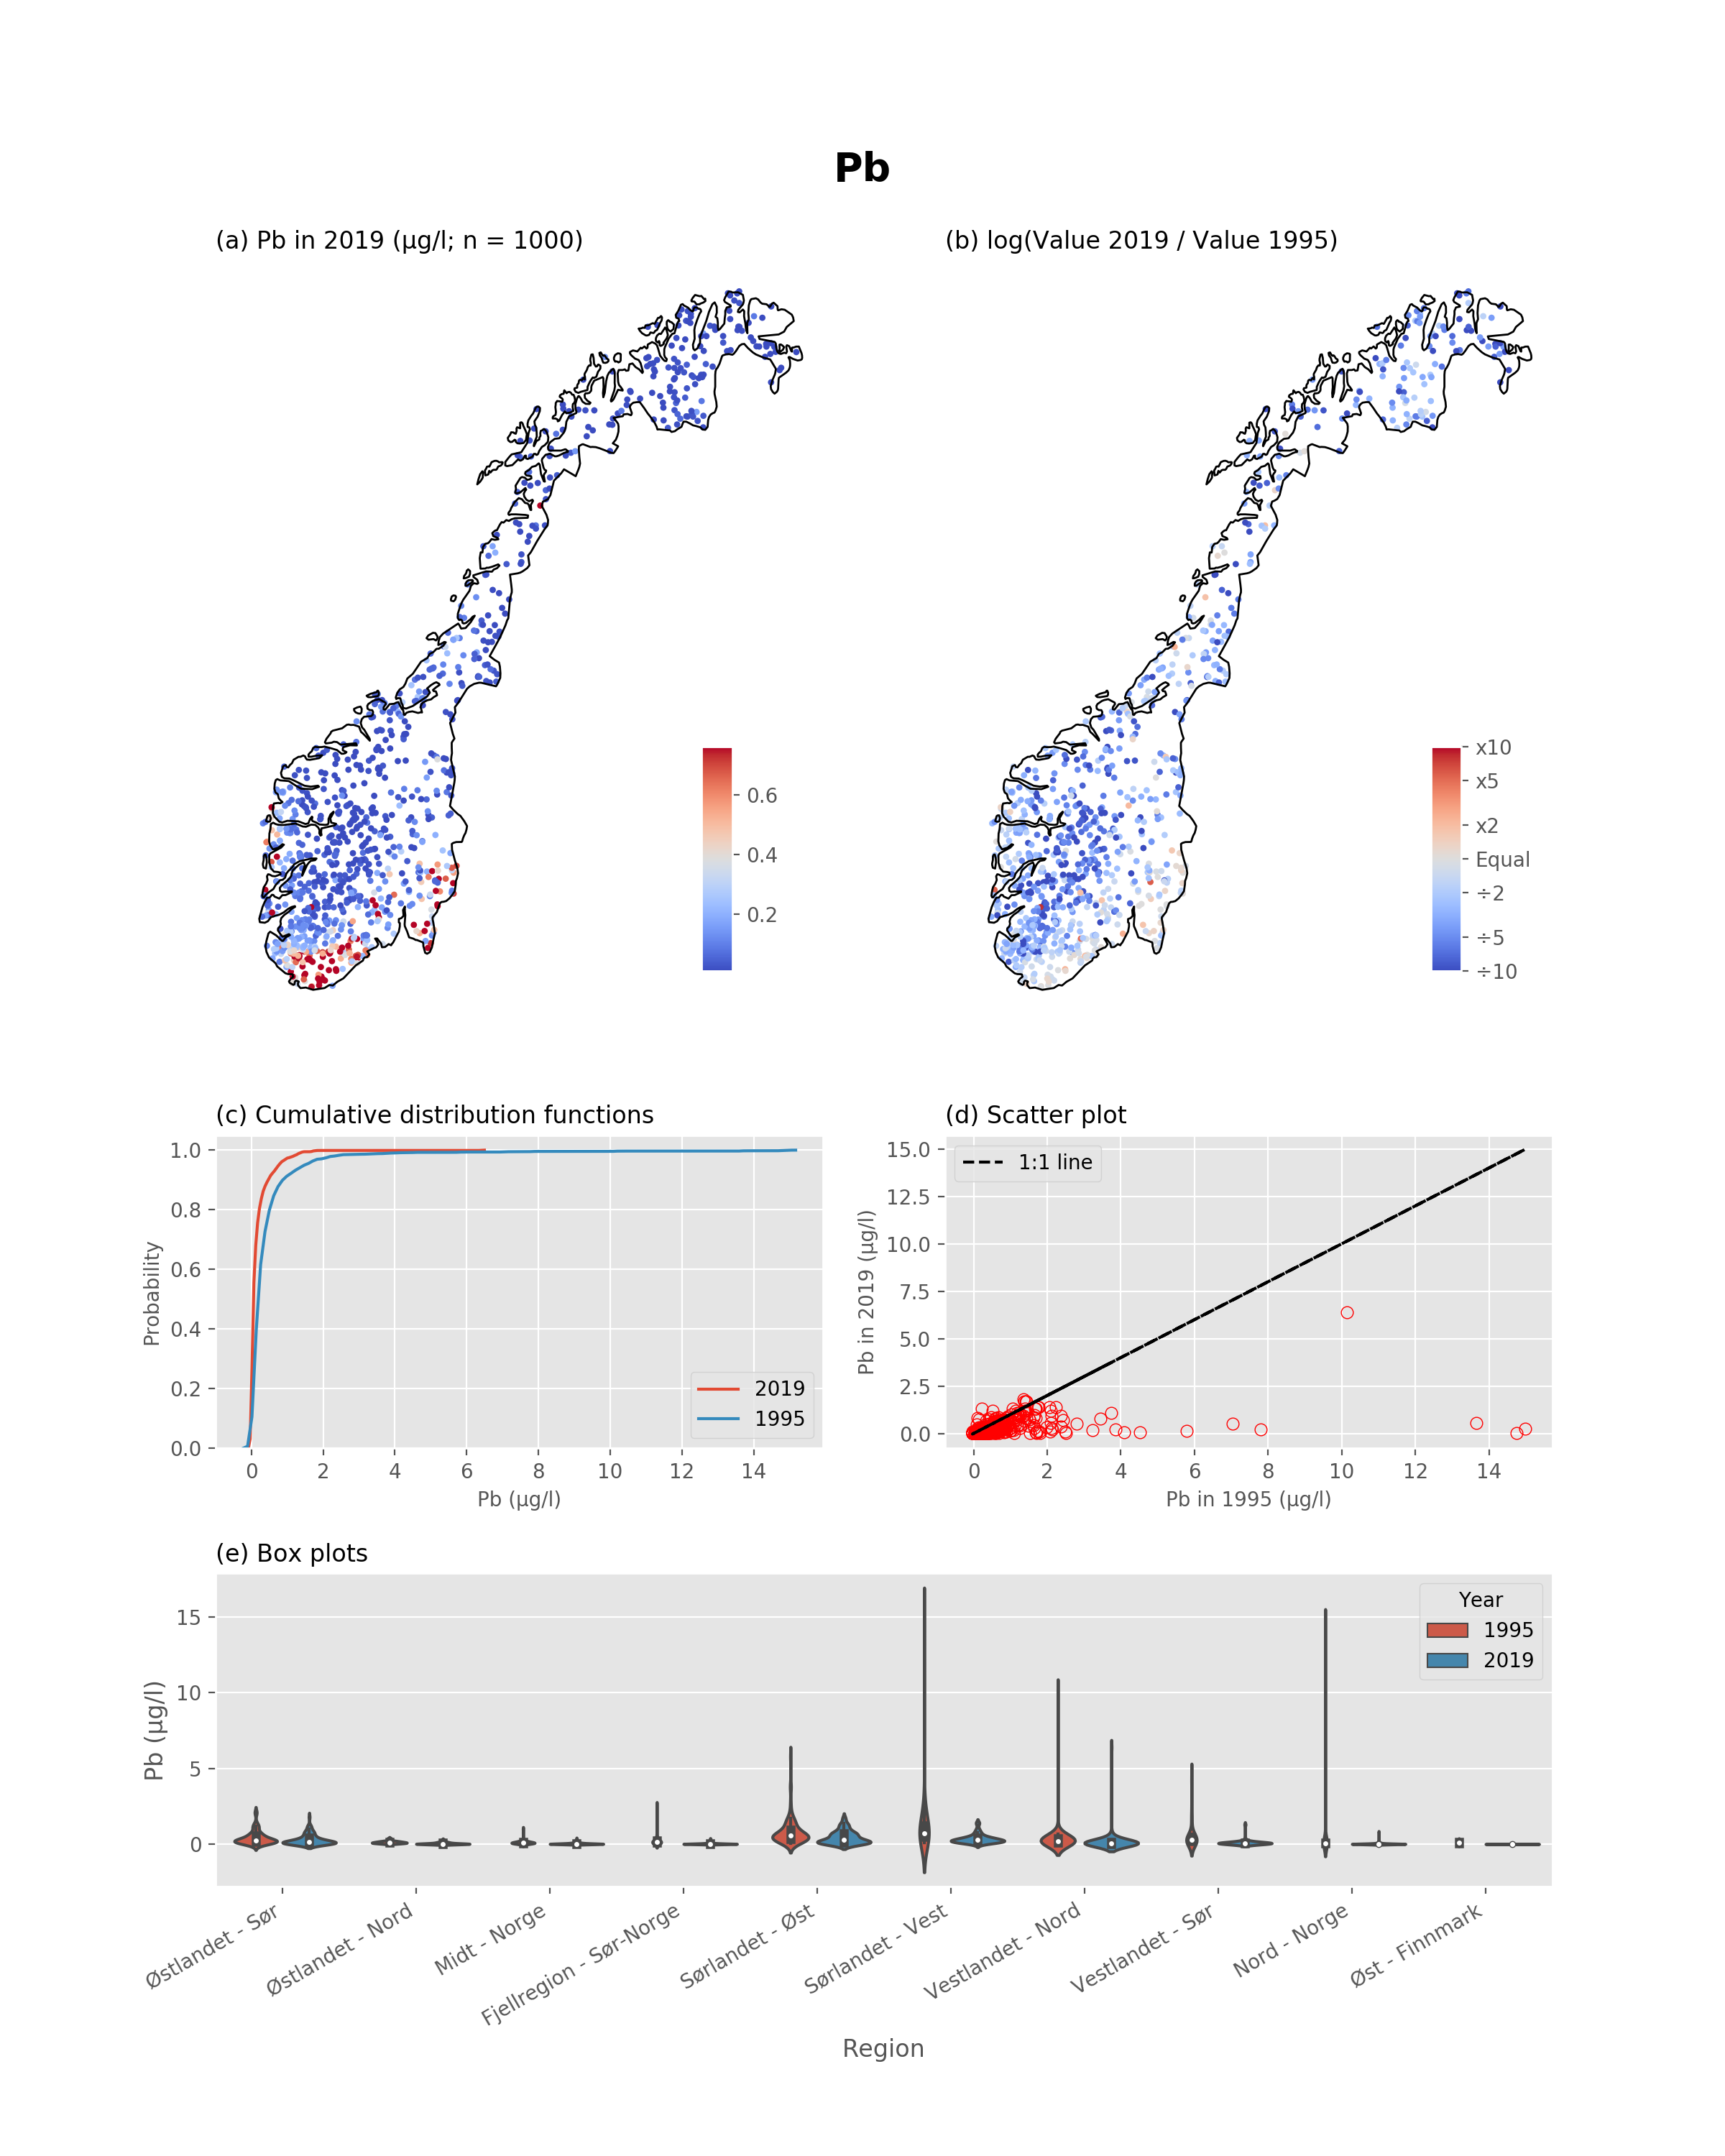 Pb
(a) Pb in 2019 (µg/l; n = 1000)
0.6
0.4
0.2
(b) log(Value 2019 / Value 1995)
x10
x5
x2
Equal
÷2
÷5
÷10
(c) Cumulative distribution functions
1.0
0.8
0.6
0.4
0.2
0.0
Probability
2019
1995
0 2 4 6 8 10 12 14
Pb (µg/l)
(d) Scatter plot
15.0
12.5
10.0
7.5
5.0
2.5
0.0
Pb in 2019 (µg/l)
1:1 line
0 2 4 6 8 10 12 14
Pb in 1995 (µg/l)
(e) Box plots
15
10
5
0
Pb (µg/l)
Year
1995
2019
Østlandet - Sør
Østlandet - Nord
Midt - Norge
Fjellregion - Sør-Norge
Sørlandet - Øst
Sørlandet - Vest
Vestlandet - Nord
Vestlandet - Sør
Nord - Norge
Øst - Finnmark
Region